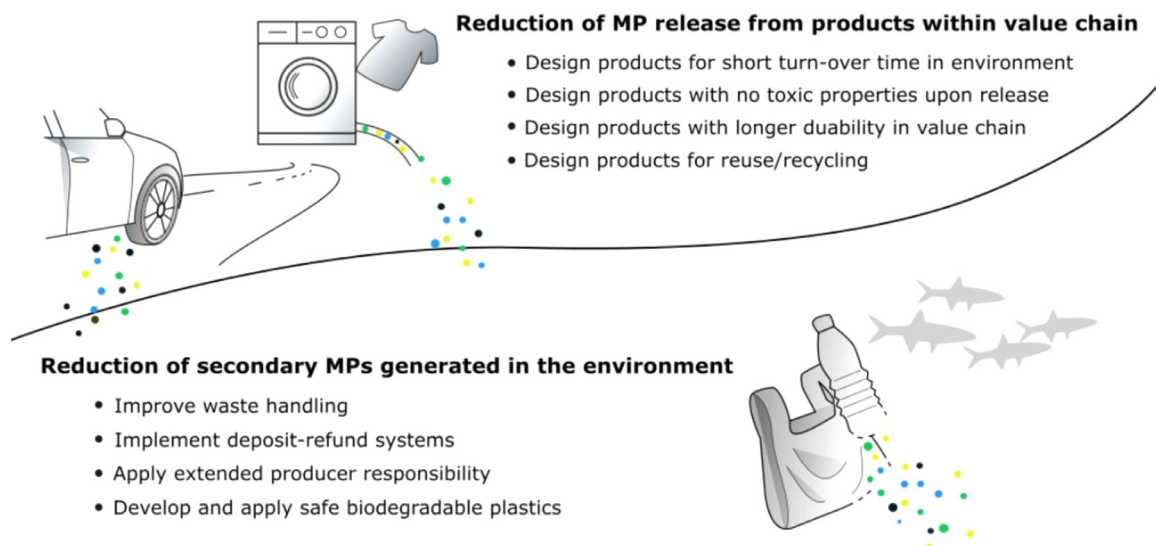 Reduction of MP release from products within value chain
• Design products for short turn-over time in environment
• Design products with no toxic properties upon release
• Design products with longer duability in value chain
• Design products for reuse/recycling
Reduction of secondary MPs generated in the environment
• Improve waste handling
• Implement deposit-refund systems
• Apply extended producer responsibility
• Develop and apply safe biodegradable plastics